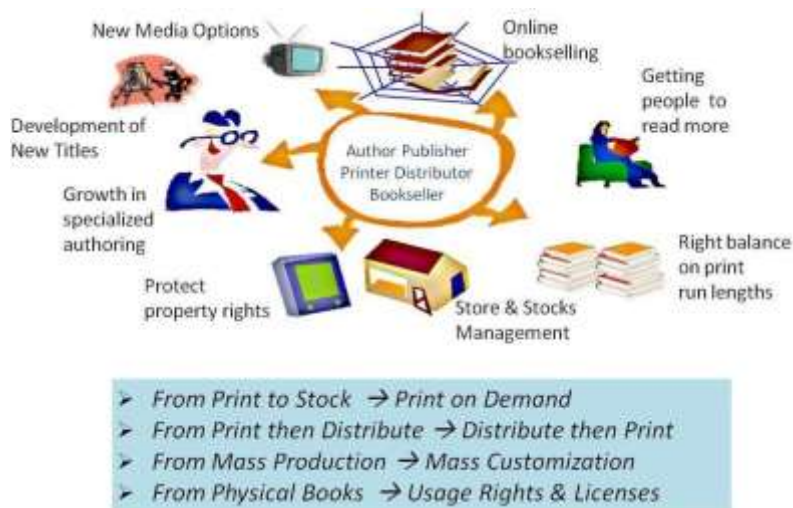 New Media Options
Online
bookselling
Getting
people to
read more
Development of
New Titles
Author Publisher
Printer Distributor
Bookseller
Growth in
specialized
authoring
Right balance
on print
run lengths
Protect
property rights
Store & Stocks
Management
➢ From Print to Stock → Print on Demand
➢ From Print then Distribute → Distribute then Print
➢ From Mass Production → Mass Customization
➢ From Physical Books → Usage Rights & Licenses